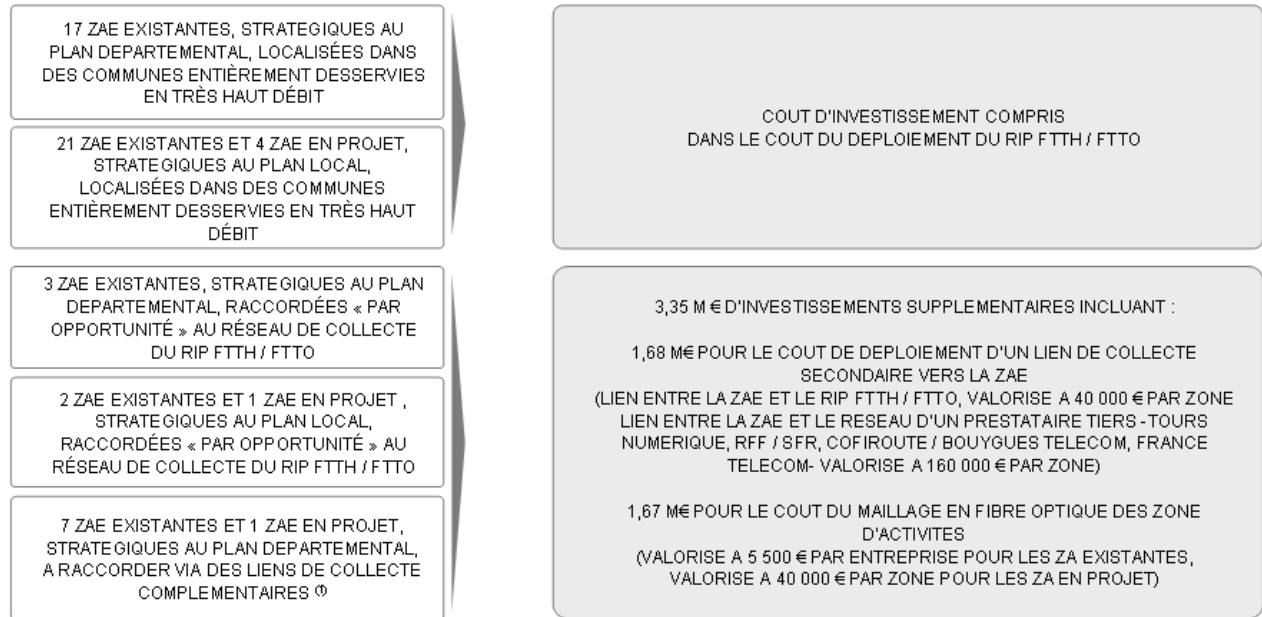 17 ZAE EXISTANTES, STRATEGIQUES AU
PLAN DEPARTEMENTAL, LOCALISÉES DANS
DES COMMUNES ENTIÈREMENT DESSERVIES
EN TRÈS HAUT DÉBIT
21 ZAE EXISTANTES ET 4 ZAE EN PROJET,
STRATEGIQUES AU PLAN LOCAL,
LOCALISÉES DANS DES COMMUNES
ENTIÈREMENT DESSERVIES EN TRÈS HAUT
DÉBIT
COUT D'INVESTISSEMENT COMPRIS
DANS LE COUT DU DEPLOIEMENT DU RIP FTTH / FTTO
3 ZAE EXISTANTES, STRATEGIQUES AU PLAN
DEPARTEMENTAL, RACCORDÉES « PAR
OPPORTUNITÉ » AU RÉSEAU DE COLLECTE
DU RIP FTTH / FTTO
2 ZAE EXISTANTES ET 1 ZAE EN PROJET ,
STRATEGIQUES AU PLAN LOCAL,
RACCORDÉES « PAR OPPORTUNITÉ » AU
RÉSEAU DE COLLECTE DU RIP FTTH / FTTO
7 ZAE EXISTANTES ET 1 ZAE EN PROJET,
STRATEGIQUES AU PLAN DEPARTEMENTAL,
A RACCORDER VIA DES LIENS DE COLLECTE
COMPLEMENTAIRES (1)
3,35 M € D'INVESTISSEMENTS SUPPLEMENTAIRES INCLUANT :
1,68 M€ POUR LE COUT DE DEPLOIEMENT D'UN LIEN DE COLLECTE
SECONDAIRE VERS LA ZAE
(LIEN ENTRE LA ZAE ET LE RIP FTTH / FTTO, VALORISE A 40 000 € PAR ZONE
LIEN ENTRE LA ZAE ET LE RESEAU D'UN PRESTATAIRE TIERS - TOURS
NUMERIQUE, RFF / SFR, COFIROUTE / BOUYGUES TELECOM, FRANCE
TELECOM- VALORISE A 160 000 € PAR ZONE)
1,67 M€ POUR LE COUT DU MAILLAGE EN FIBRE OPTIQUE DES ZONE
D'ACTIVITES
(VALORISE A 5 500 € PAR ENTREPRISE POUR LES ZA EXISTANTES,
VALORISE A 40 000 € PAR ZONE POUR LES ZA EN PROJET)